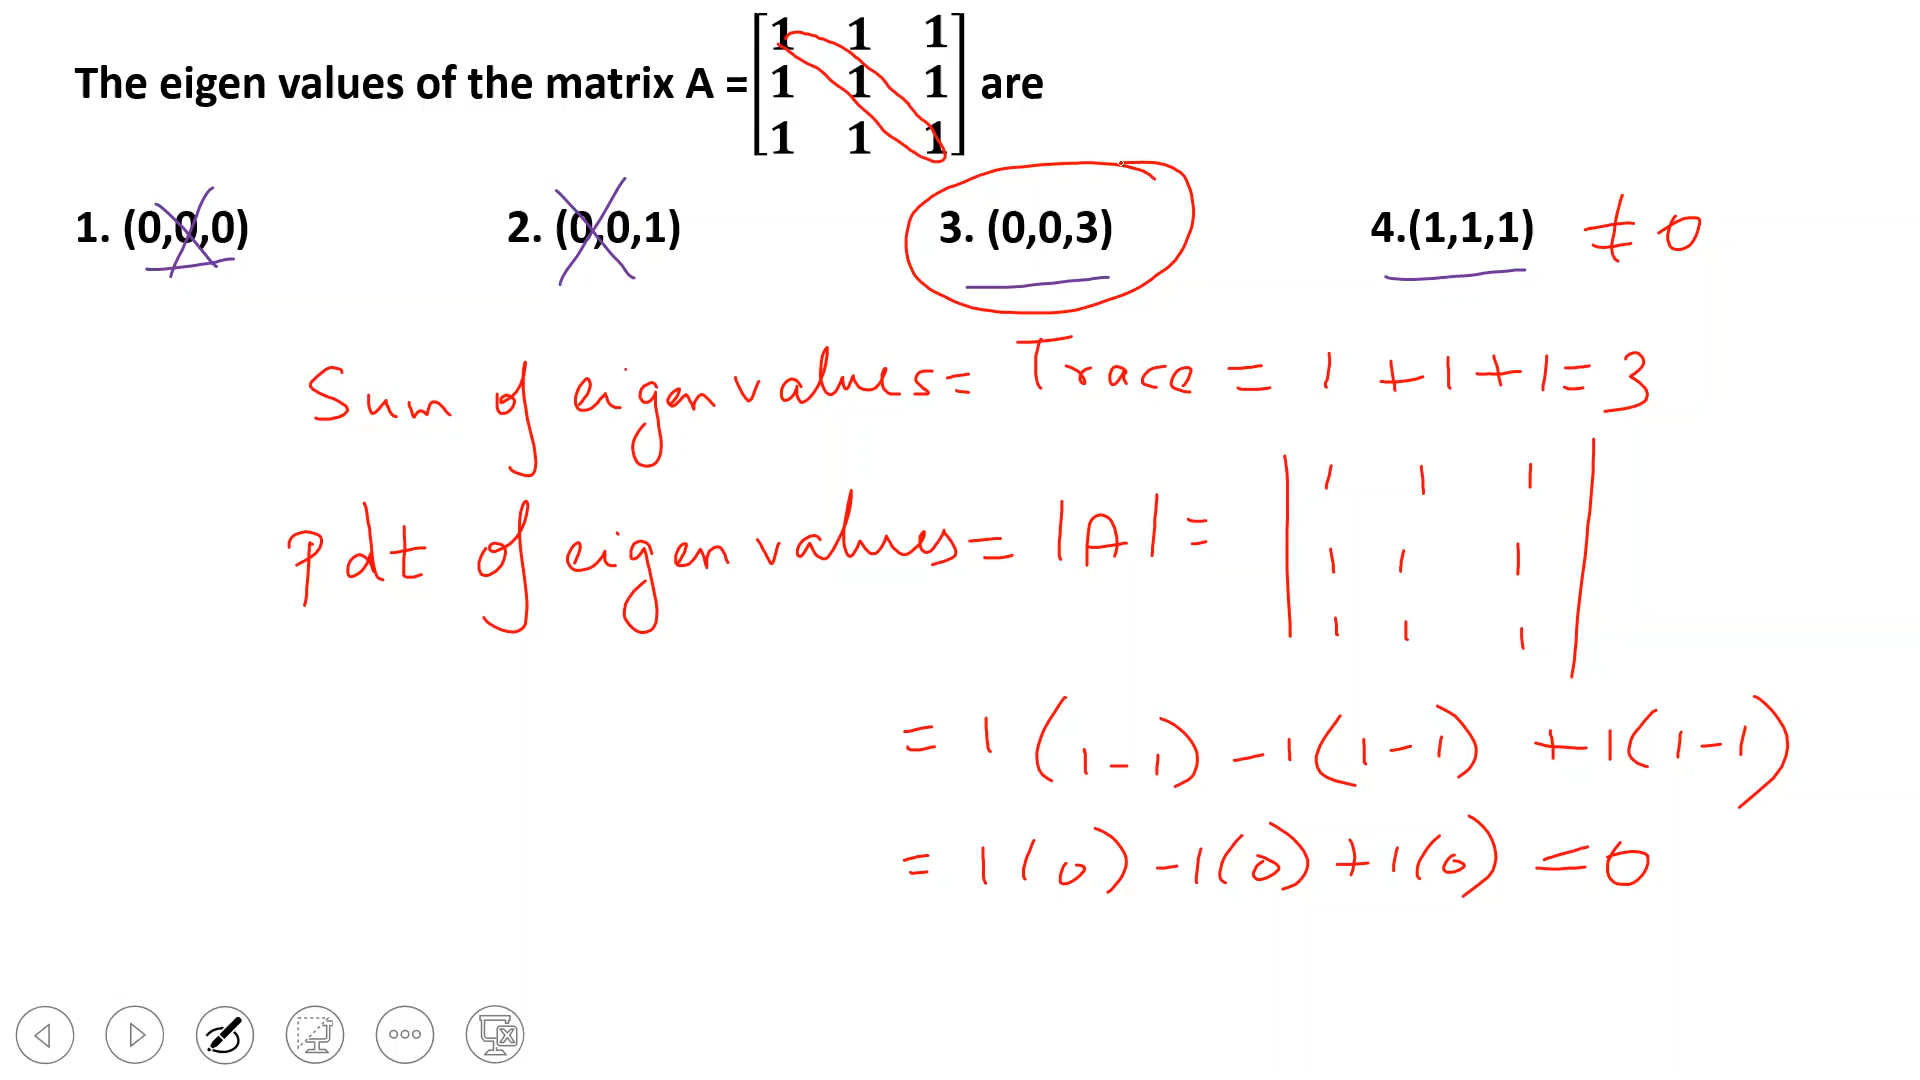 The eigen values of the matrix A = [1 1 1
1 1 1
1 1 1] are
1. (0,0,0) 2. (0,0,1) 3. (0,0,3) 4.(1,1,1) ≠ 0
Sum of eigen values = Trace = 1 + 1 + 1 = 3
Pdt of eigen values = |A| = | 1 1 1
1 1 1
1 1 1 |
= 1 (1-1) - 1(1-1) + 1(1-1)
= 1(0) - 1(0) + 1(0) = 0